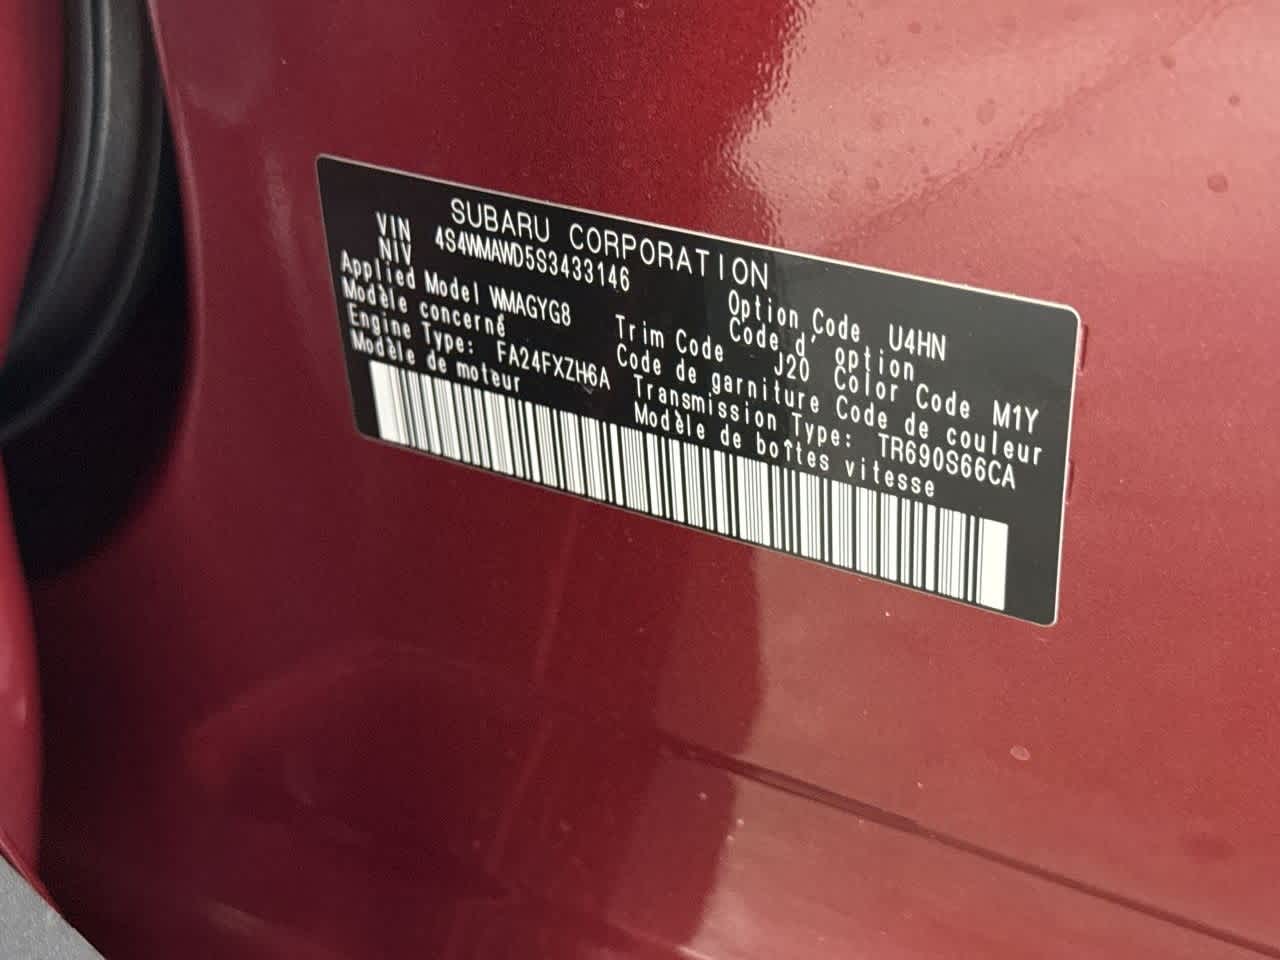 SUBARU CORPORATION
VIN 4S4WMAWD5S3433146
NIV
Option Code U4HN
Code d' option
Applied Model WMAGYG8
Modèle concerné
Trim Code J20 Color Code M1Y
Code de garniture Code de couleur
Engine Type: FA24FXZH6A
Modèle de moteur
Transmission Type: TR690S66CA
Modèle de boîtes vitesse